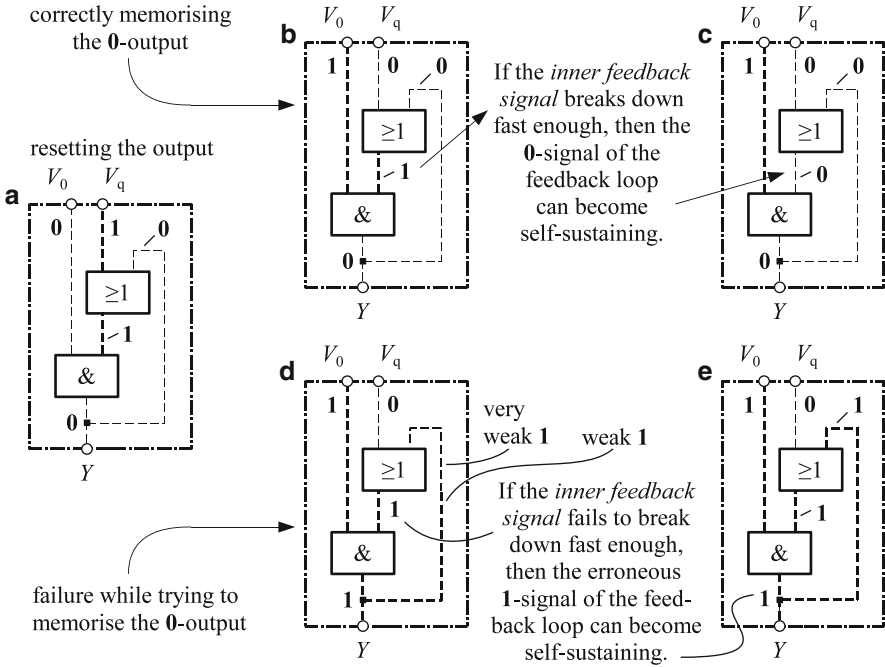 correctly memorising
the 0-output
b
V0 Vq
1 0 0
≥1
1
&
0
Y
If the inner feedback
signal breaks down
fast enough, then the
0-signal of the
feedback loop
can become
self-sustaining.
c
V0 Vq
1 0 0
≥1
0
&
0
Y
resetting the output
a
V0 Vq
0 1 0
≥1
1
&
0
Y
d
V0 Vq
1 0
very
weak 1 weak 1
≥1
1
&
1
Y
If the inner feedback
signal fails to break
down fast enough,
then the erroneous
1-signal of the feed-
back loop can become
self-sustaining.
e
V0 Vq
1 0 1
≥1
1
&
1
Y
failure while trying to
memorise the 0-output